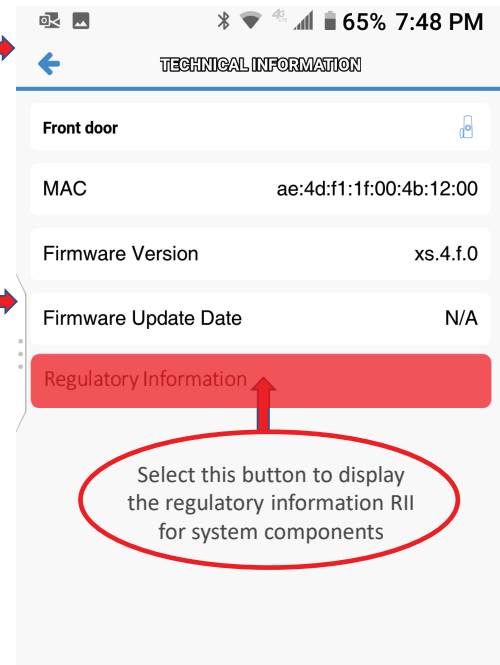 4G LTE 65% 7:48 PM
TECHNICAL INFORMATION
Front door
MAC ae:4d:f1:1f:00:4b:12:00
Firmware Version xs.4.f.0
Firmware Update Date N/A
Regulatory Information
Select this button to display
the regulatory information RII
for system components